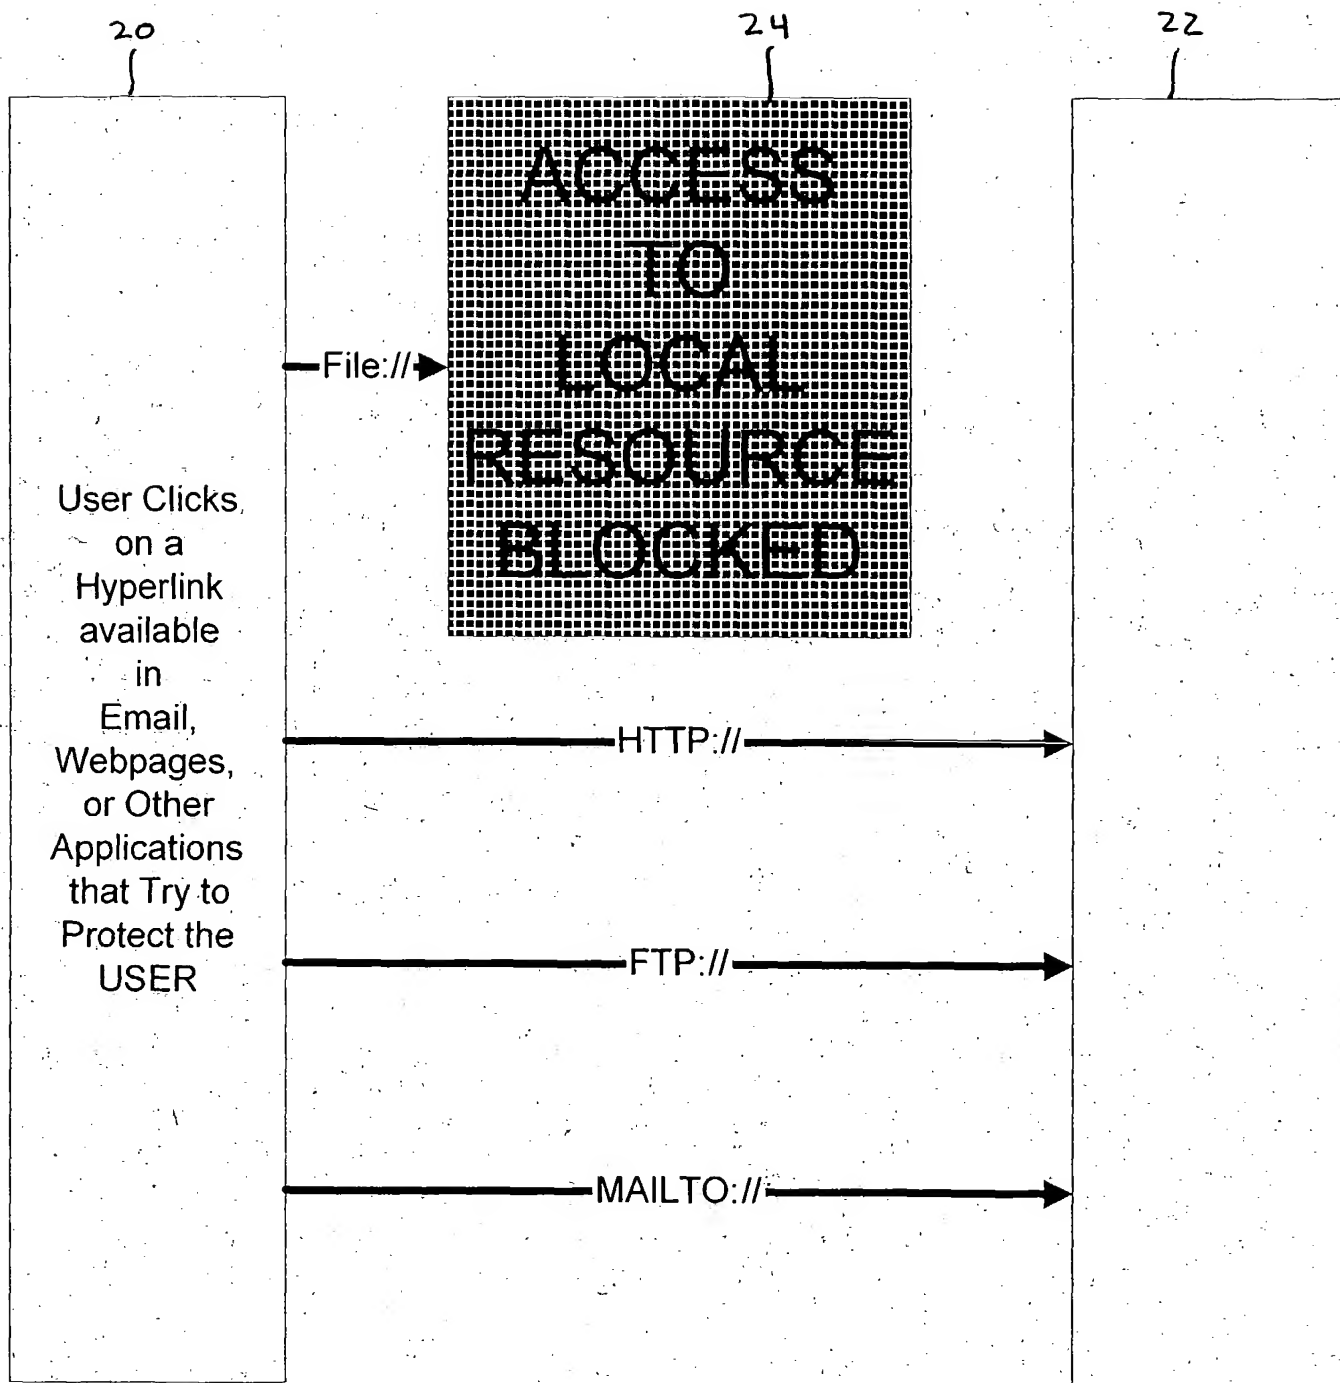 20
24
22
ACCESS
TO
LOCAL
RESOURCE
BLOCKED
File://
User Clicks
on a
Hyperlink
available
in
Email,
Webpages,
or Other
Applications
that Try to
Protect the
USER
HTTP://
FTP://
MAILTO://